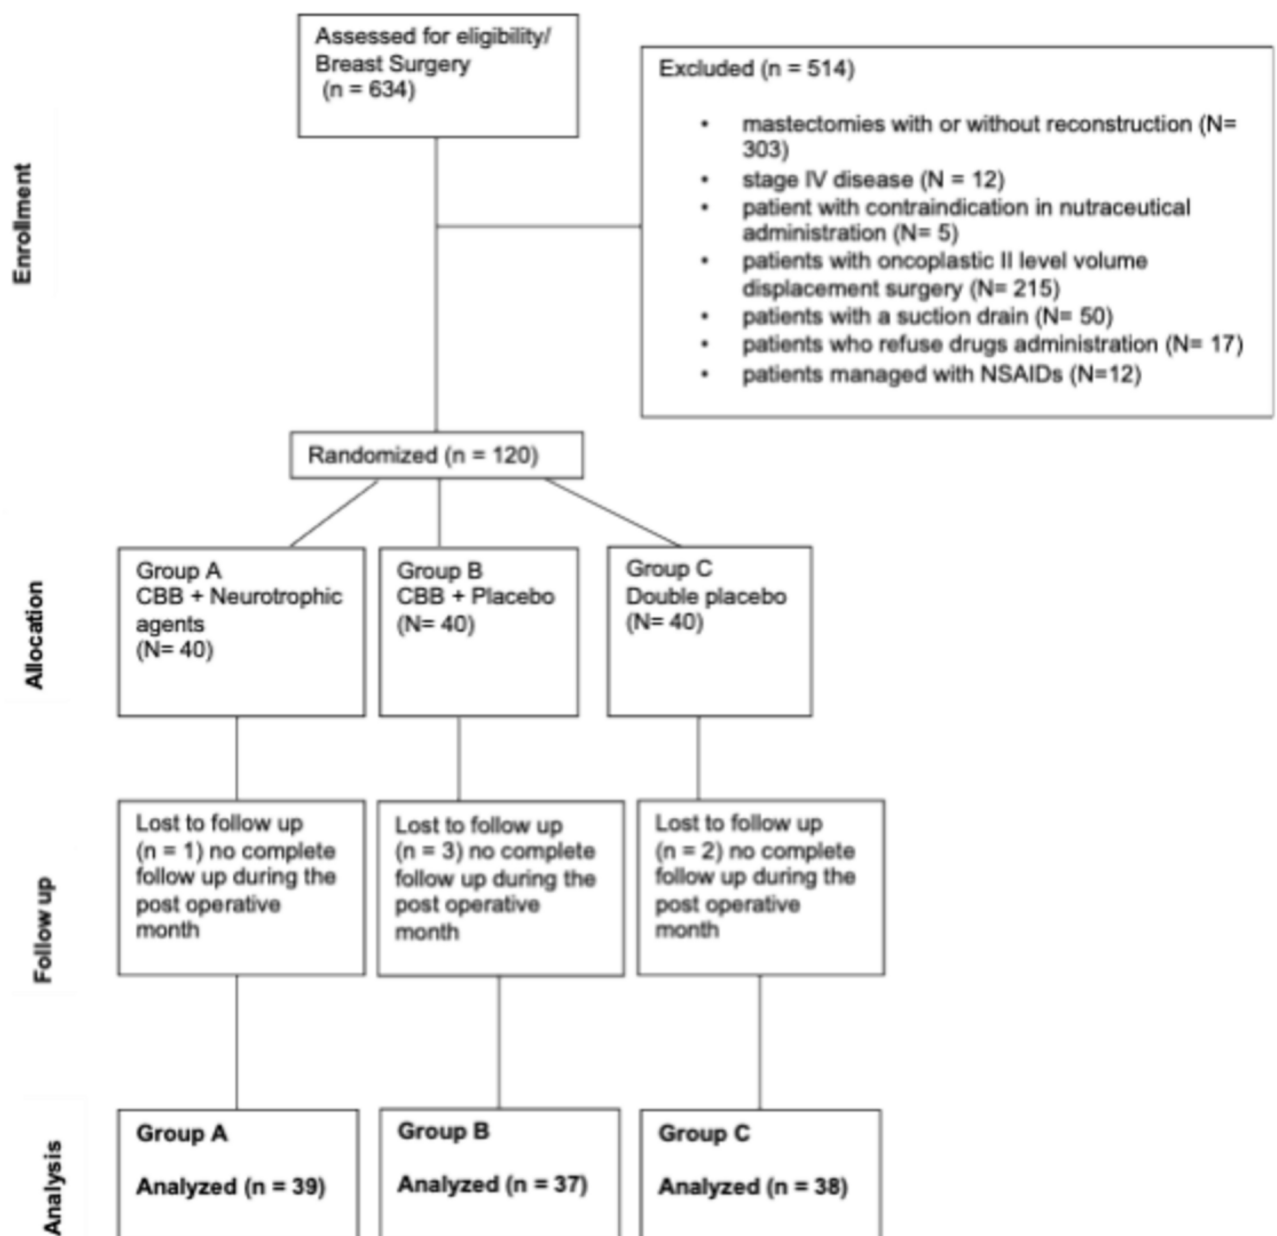 Assessed for eligibility/
Breast Surgery
(n = 634)
Excluded (n = 514)
• mastectomies with or without reconstruction (N=
303)
• stage IV disease (N = 12)
• patient with contraindication in nutraceutical
administration (N= 5)
• patients with oncoplastic II level volume
displacement surgery (N= 215)
• patients with a suction drain (N= 50)
• patients who refuse drugs administration (N= 17)
• patients managed with NSAIDs (N=12)
Enrollment
Randomized (n = 120)
Allocation
Group A
CBB + Neurotrophic
agents
(N= 40)
Group B
CBB + Placebo
(N= 40)
Group C
Double placebo
(N= 40)
Follow up
Lost to follow up
(n = 1) no complete
follow up during the
post operative
month
Lost to follow up
(n = 3) no complete
follow up during the
post operative
month
Lost to follow up
(n = 2) no complete
follow up during the
post operative
month
Analysis
Group A
Analyzed (n = 39)
Group B
Analyzed (n = 37)
Group C
Analyzed (n = 38)